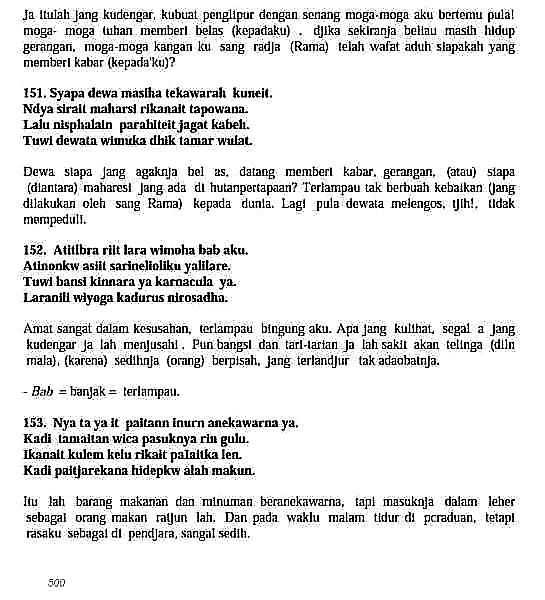 Ja itulah jang kudengar, kubuat penglipur dengan senang moga-moga aku bertemu pula!
moga- moga tuhan memberi belas (kepadaku) . djika sekiranja beliau masih hidup
gerangan, moga-moga kangan ku sang radja (Rama) telah wafat aduh siapakah yang
memberi kabar (kepada'ku)?
151. Syapa dewa masiha tekawarah kuneit.
Ndya sirait maharsi rikanait tapowana.
Lalu nisphalain parahiteit jagat kabeh.
Tuwi dewata wimuka dhik tamar wulat.
Dewa siapa jang agaknja bel as, datang memberi kabar, gerangan, (atau) siapa
(diantara) maharesi jang ada di hutanpertapaan? Terlampau tak berbuah kebaikan (jang
dilakukan oleh sang Rama) kepada dunia. Lagi pula dewata melengos, tjih!, tidak
mempeduli.
152. Atitibra riit lara wimoha bab aku.
Atinonkw asiit sarinelioliku yalilare.
Tuwi bansi kinnara ya karnacula ya.
Laranili wiyoga kadurus nirosadha.
Amat sangat dalam kesusahan, terlampau bingung aku. Apa jang kulihat, segal a jang
kudengar ja lah menjusahi . Pun bangsi dan tari-tarian ja lah sakit akan telinga (diin
mala), (karena) sedihnja (orang) berpisah, jang terlandjur tak adaobatnja.
- Bab = banjak = terlampau.
153. Nya ta ya it paitann inurn anekawarna ya.
Kadi tamaitan wica pasuknya rin gulu.
Ikanait kulem kelu rikait paIaitka len.
Kadi paitjarekana hidepkw alah makun.
Itu lah barang makanan dan minuman beranekawarna, tapi masuknja dalam leher
sebagai orang makan ratjun lah. Dan pada waktu malam tidur di pcraduan, tetapi
rasaku sebagai di pendjara, sangat sedih.
500